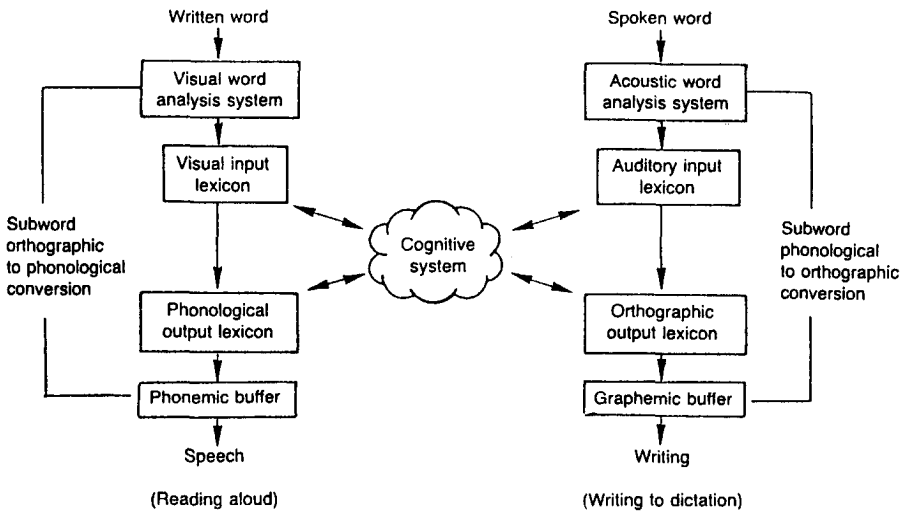 Written word
Visual word
analysis system
Visual input
lexicon
Subword
orthographic
to phonological
conversion
Phonological
output lexicon
Phonemic buffer
Speech
(Reading aloud)
Cognitive
system
Spoken word
Acoustic word
analysis system
Auditory input
lexicon
Subword
phonological
to orthographic
conversion
Orthographic
output lexicon
Graphemic buffer
Writing
(Writing to dictation)